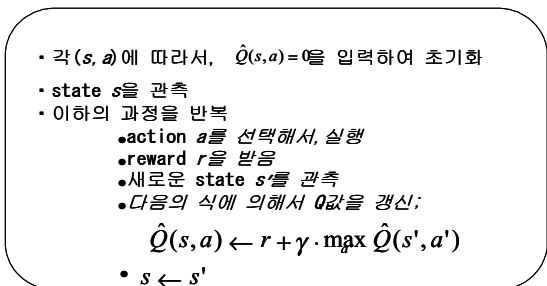 · 각(s, a)에 따라서, Q̂(s,a)=0을 입력하여 초기화
· state s을 관측
· 이하의 과정을 반복
•action a를 선택해서, 실행
•reward r을 받음
•새로운 state s'를 관측
•다음의 식에 의해서 Q값을 갱신;
Q̂(s,a) ← r + γ · max Q̂(s',a')
a'
• s ← s'